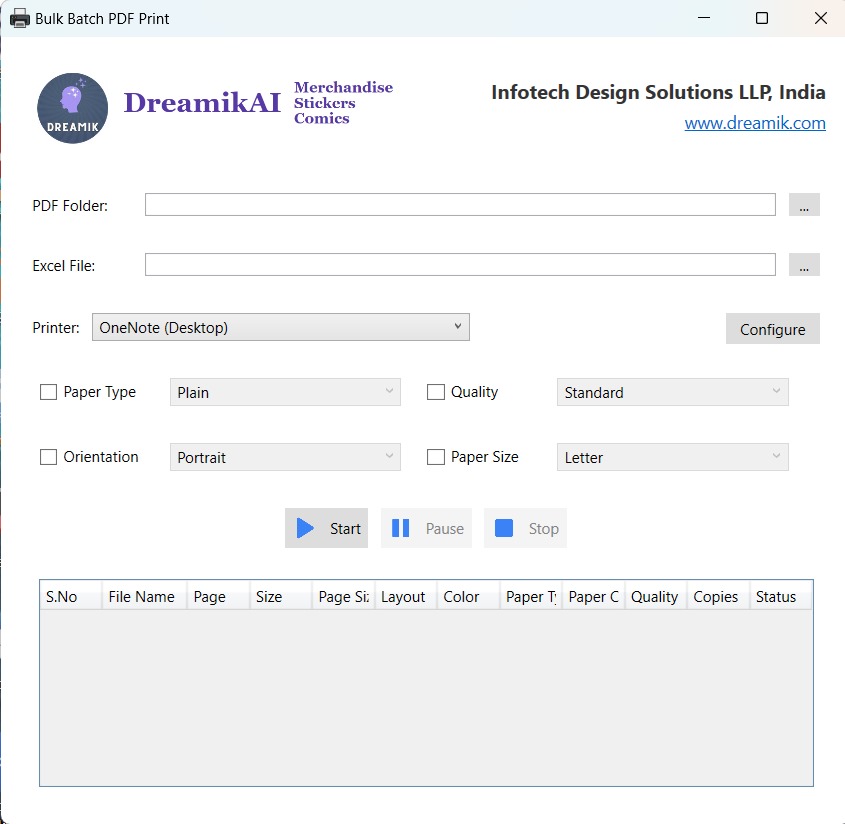 Bulk Batch PDF Print
DREAMIK
DreamikAI
Merchandise
Stickers
Comics
Infotech Design Solutions LLP, India
www.dreamik.com
PDF Folder:
...
Excel File:
...
Printer: OneNote (Desktop) Configure
Paper Type Plain Quality Standard
Orientation Portrait Paper Size Letter
Start Pause Stop
S.No File Name Page Size Page Siz Layout Color Paper Ty Paper C Quality Copies Status